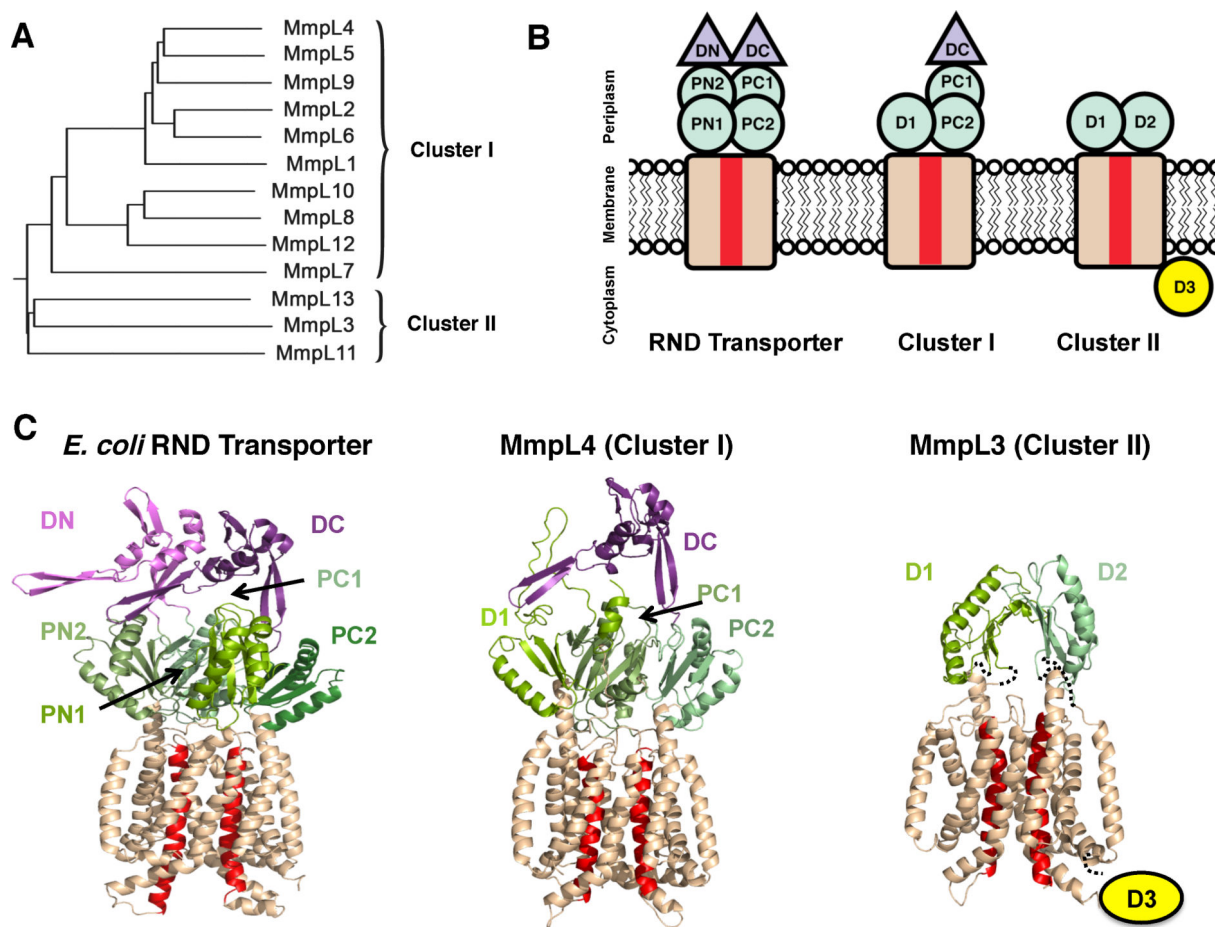 A
MmpL4
MmpL5
MmpL9
MmpL2
MmpL6
MmpL1
MmpL10
MmpL8
MmpL12
MmpL7
MmpL13
MmpL3
MmpL11
Cluster I
Cluster II
B
Periplasm
Membrane
Cytoplasm
DN DC
PN2 PC1
PN1 PC2
DC
PC1
D1 PC2
D1 D2
D3
RND Transporter
Cluster I
Cluster II
C
E. coli RND Transporter
MmpL4 (Cluster I)
MmpL3 (Cluster II)
DN
DC
PC1
PN2
PC2
PN1
DC
PC1
D1
PC2
D1
D2
D3